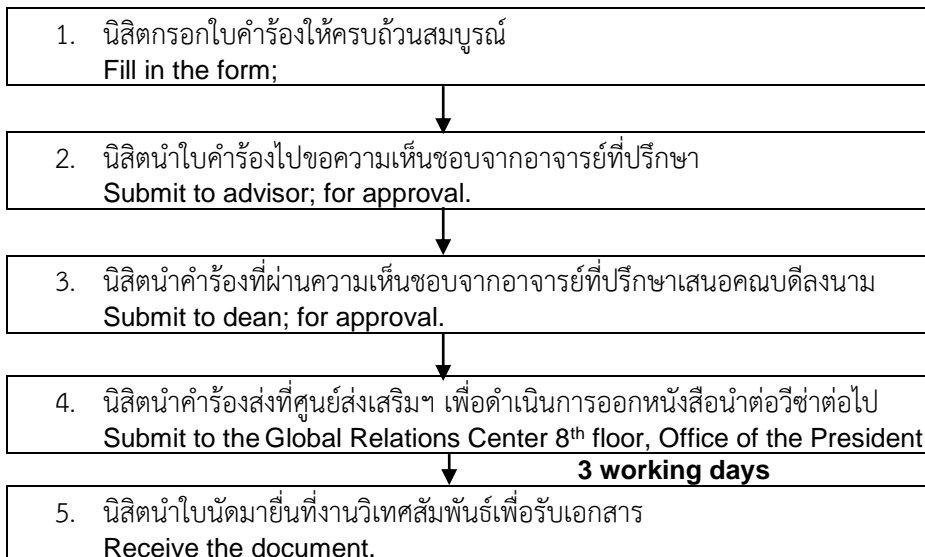 1. นิสิตกรอกใบคำร้องให้ครบถ้วนสมบูรณ์
Fill in the form;
2. นิสิตนำใบคำร้องไปขอความเห็นชอบจากอาจารย์ที่ปรึกษา
Submit to advisor; for approval.
3. นิสิตนำคำร้องที่ผ่านความเห็นชอบจากอาจารย์ที่ปรึกษาเสนอคณบดีลงนาม
Submit to dean; for approval.
4. นิสิตนำคำร้องส่งที่ศูนย์ส่งเสริมฯ เพื่อดำเนินการออกหนังสือนำต่อวีซ่าต่อไป
Submit to the Global Relations Center 8th floor, Office of the President
3 working days
5. นิสิตนำใบนัดมายื่นที่งานวิเทศสัมพันธ์เพื่อรับเอกสาร
Receive the document.